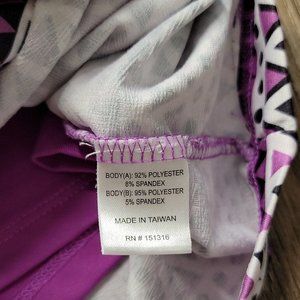 BODY(A): 92% POLYESTER
8% SPANDEX
BODY(B): 95% POLYESTER
5% SPANDEX
MADE IN TAIWAN
RN # 151316